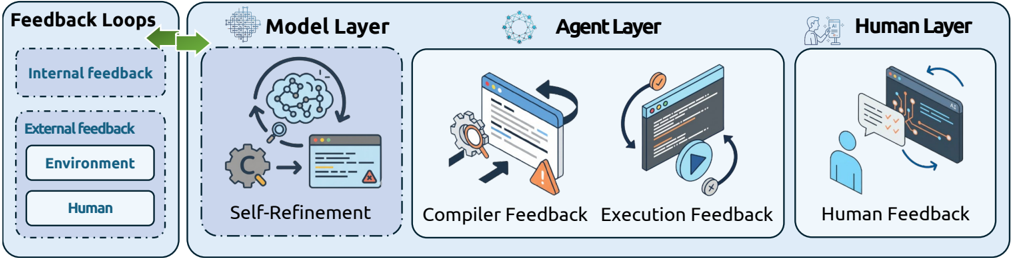 Feedback Loops
Internal feedback
External feedback
Environment
Human
Model Layer
Self-Refinement
Agent Layer
Compiler Feedback
Execution Feedback
Human Layer
Human Feedback